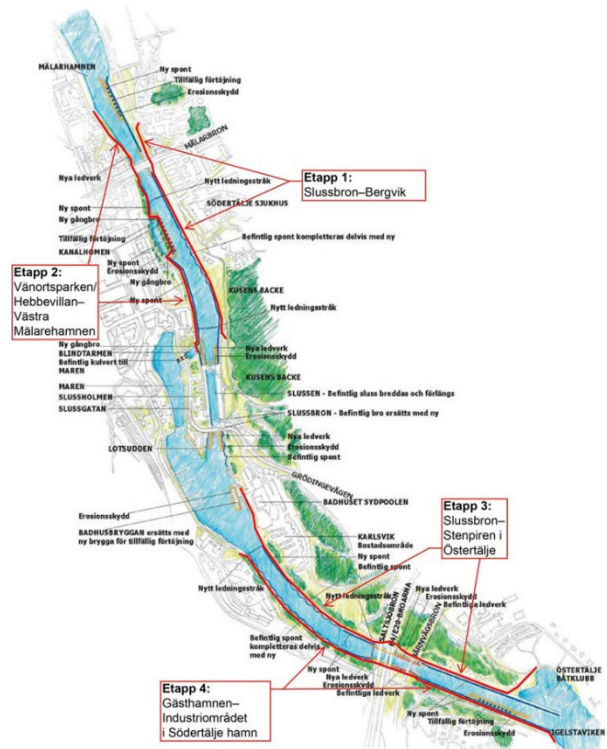 MÄLARHAMNEN
Ny spont
Tillfällig förtöjning
Erosionsskydd
MÄLARBRON
Nya ledverk
Nytt ledningsstråk
Etapp 1:
Slussbron–Bergvik
SÖDERTÄLJE SJUKHUS
Ny spont
Ny gångbro
Tillfällig förtöjning
KANALHOMEN
Befintlig spont kompletteras delvis med ny
Ny spont
Erosionsskydd
Ny gångbro
Ny spont
Etapp 2:
Vänortsparken/
Hebbevillan–
Västra
Mälarehamnen
KUSENS BACKE
Nytt ledningsstråk
Ny gångbro
BLINDTARMEN
Befintlig kulvert till
MAREN
Nya ledverk
Erosionsskydd
KUSENS BACKE
MAREN
SLUSSHOLMEN
SLUSSGATAN
SLUSSEN - Befintlig sluss breddas och förlängs
SLUSSBRON - Befintlig bro ersätts med ny
LOTSUDDEN
Nya ledverk
Erosionsskydd
Befintlig spont
GRÖDINGEVÄGEN
Erosionsskydd
BADHUSET SYDPOOLEN
BADHUSBRYGGAN ersätts med
ny brygga för tillfällig förtöjning
KARLSVIK
Bostadsområde
Ny spont
Befintlig spont
Etapp 3:
Slussbron–
Stenpiren i
Östertälje
Nytt ledningsstråk
Nytt ledningsstråk
SALTSJÖBRON
E4/E20-BROARNA
JÄRNVÄGSBRON
Nya ledverk
Erosionsskydd
Befintliga ledverk
Befintlig spont
kompletteras delvis
med ny
Ny spont
Nya ledverk
Erosionsskydd
Befintliga ledverk
ÖSTERTÄLJE
BÅTKLUBB
Etapp 4:
Gästhamnen–
Industriområdet
i Södertälje hamn
Ny spont
Tillfällig förtöjning
Erosionsskydd
IGELSTAVIKEN